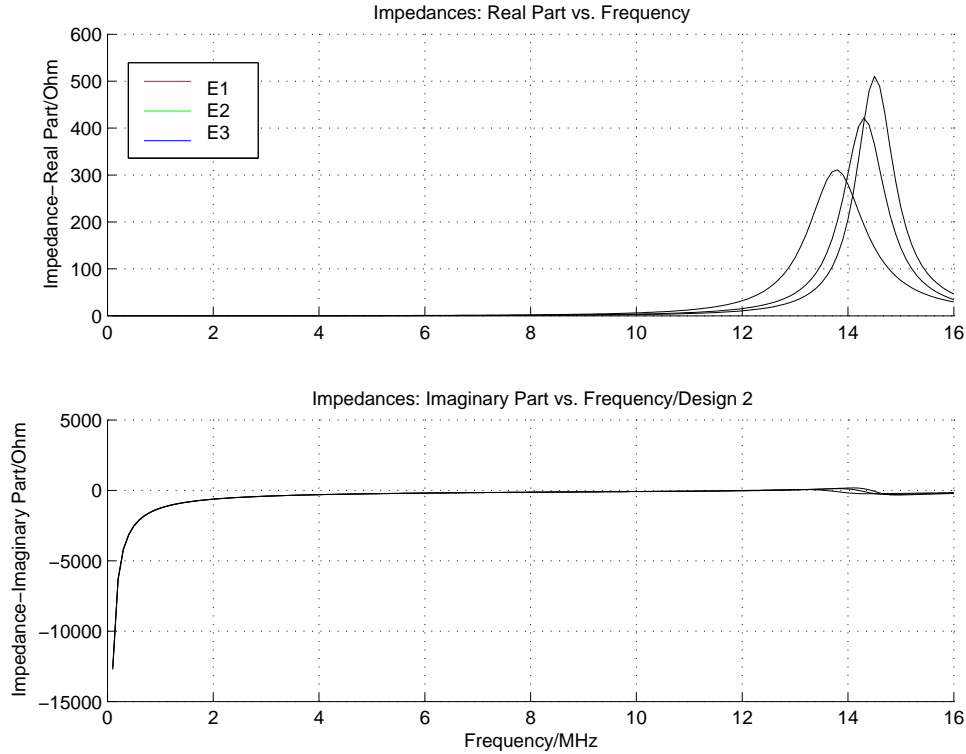 Impedances: Real Part vs. Frequency
Impedance−Real Part/Ohm
600
500
400
300
200
100
0
E1
E2
E3
0 2 4 6 8 10 12 14 16
Impedances: Imaginary Part vs. Frequency/Design 2
Impedance−Imaginary Part/Ohm
5000
0
−5000
−10000
−15000
0 2 4 6 8 10 12 14 16
Frequency/MHz